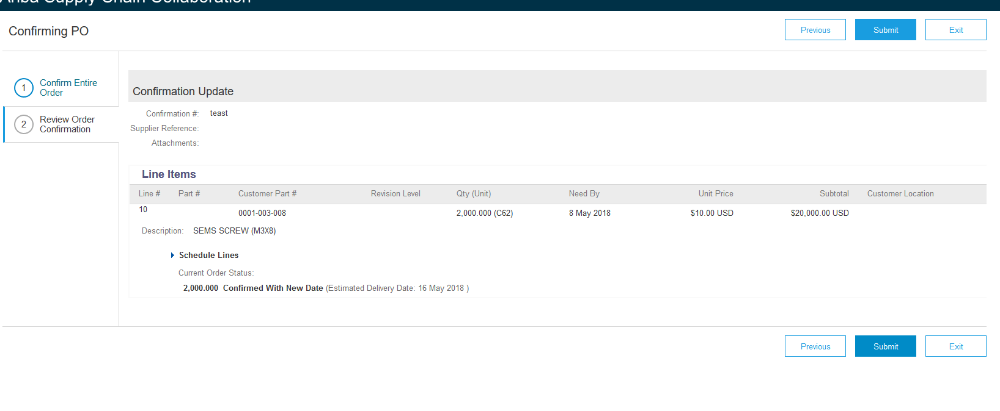 Ariba Supply Chain Collaboration
Confirming PO
Previous
Submit
Exit
1
Confirm Entire
Order
2
Review Order
Confirmation
Confirmation Update
Confirmation #: teast
Supplier Reference:
Attachments:
Line Items
Line # Part # Customer Part # Revision Level Qty (Unit) Need By Unit Price Subtotal Customer Location
10 0001-003-008 2,000.000 (C62) 8 May 2018 $10.00 USD $20,000.00 USD
Description: SEMS SCREW (M3X8)
Schedule Lines
Current Order Status:
2,000.000 Confirmed With New Date (Estimated Delivery Date: 16 May 2018 )
Previous
Submit
Exit